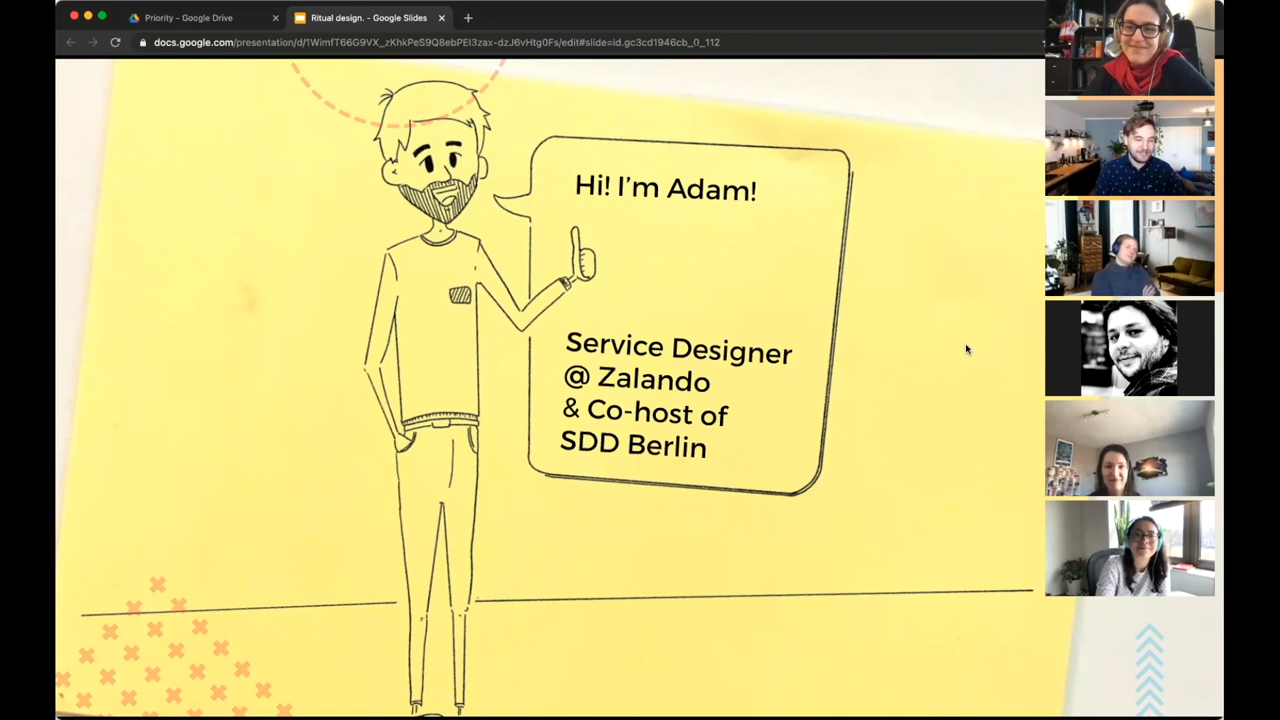 Priority - Google Drive
Ritual design. - Google Slides
docs.google.com/presentation/d/1WimfT66G9VX_zKhkPeS9Q8ebPEI3zax-dzJ6vHtg0Fs/edit#slide=id.gc3cd1946cb_0_112
Hi! I'm Adam!
Service Designer
@ Zalando
& Co-host of
SDD Berlin